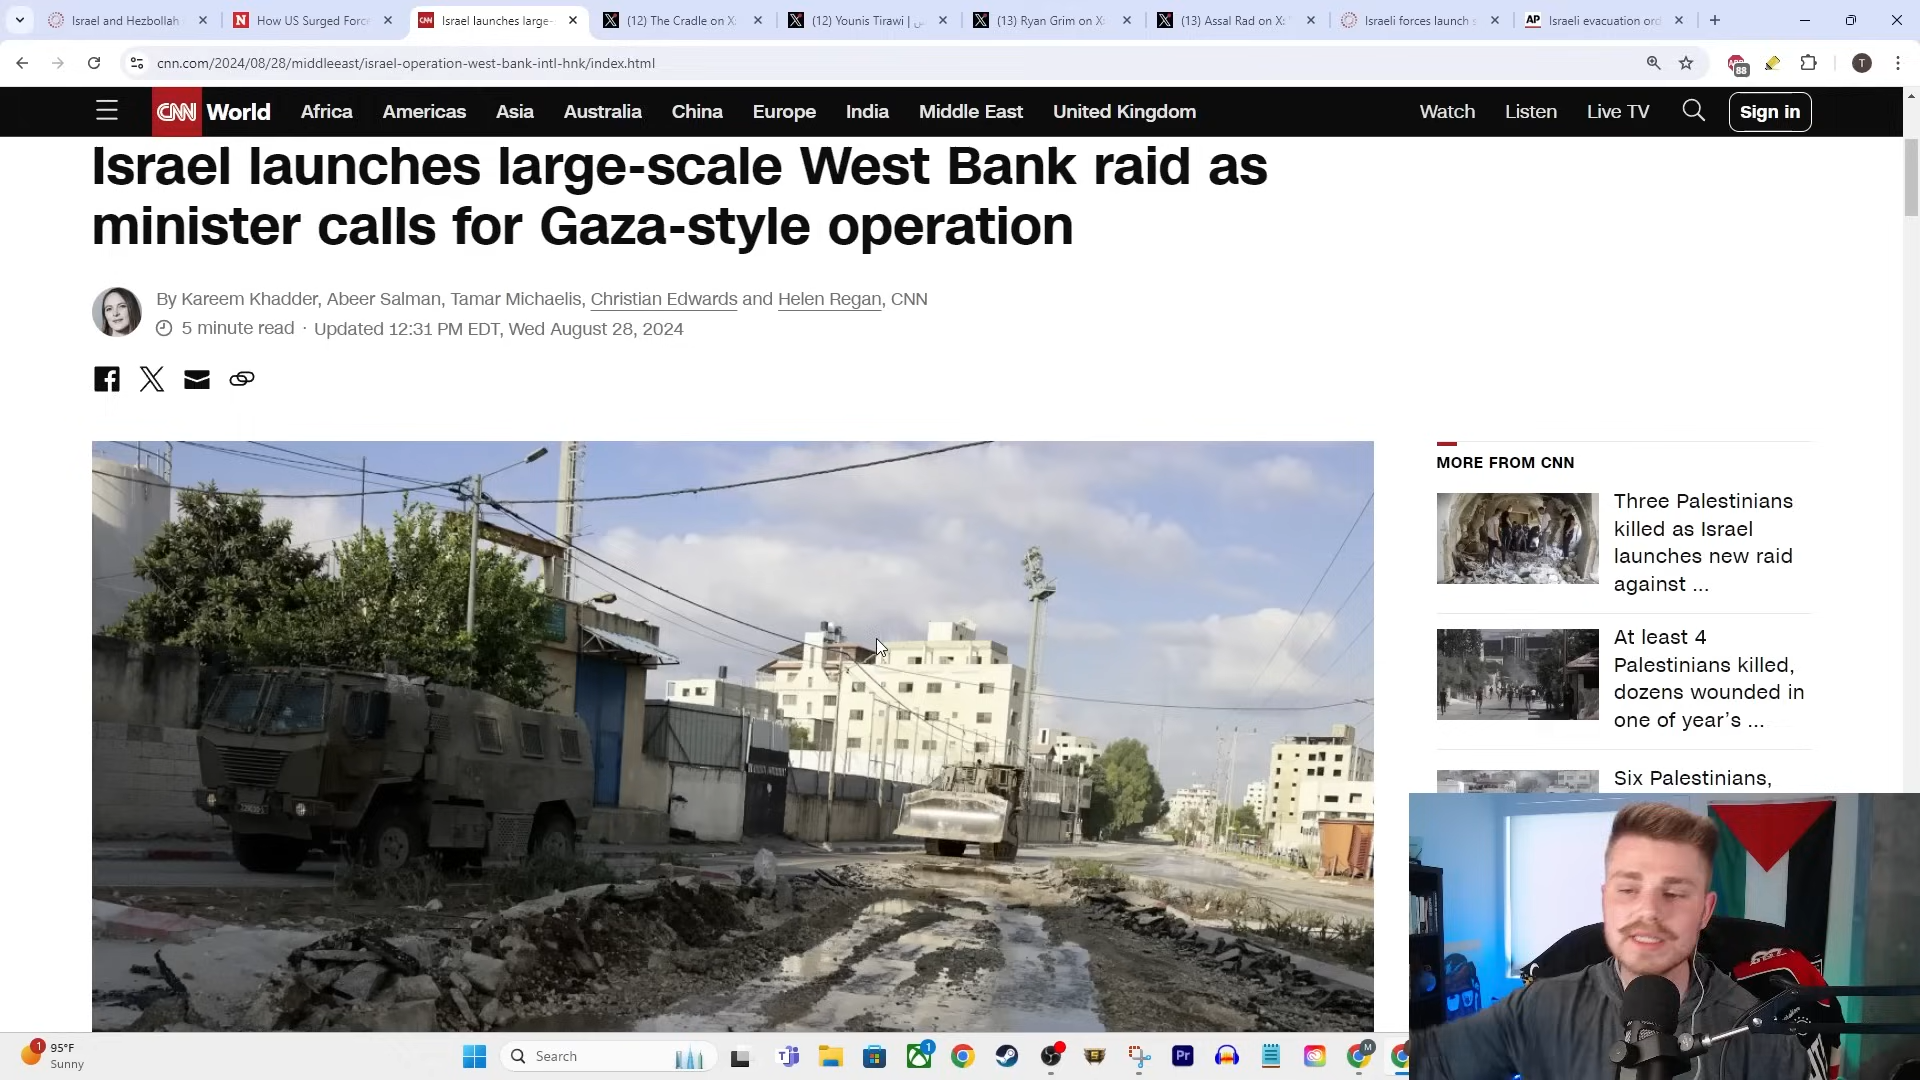 Israel and Hezbollah
How US Surged Force
Israel launches large-
(12) The Cradle on X:
(12) Younis Tirawi |
(13) Ryan Grim on X:
(13) Assal Rad on X:
Israeli forces launch s
AP Israeli evacuation ord
cnn.com/2024/08/28/middleeast/israel-operation-west-bank-intl-hnk/index.html
88
T
CNN World Africa Americas Asia Australia China Europe India Middle East United Kingdom Watch Listen Live TV Sign in
Israel launches large-scale West Bank raid as
minister calls for Gaza-style operation
By Kareem Khadder, Abeer Salman, Tamar Michaelis, Christian Edwards and Helen Regan, CNN
5 minute read · Updated 12:31 PM EDT, Wed August 28, 2024
MORE FROM CNN
Three Palestinians
killed as Israel
launches new raid
against ...
At least 4
Palestinians killed,
dozens wounded in
one of year’s ...
Six Palestinians,
1
95°F
Sunny
Search
1
Pr
M